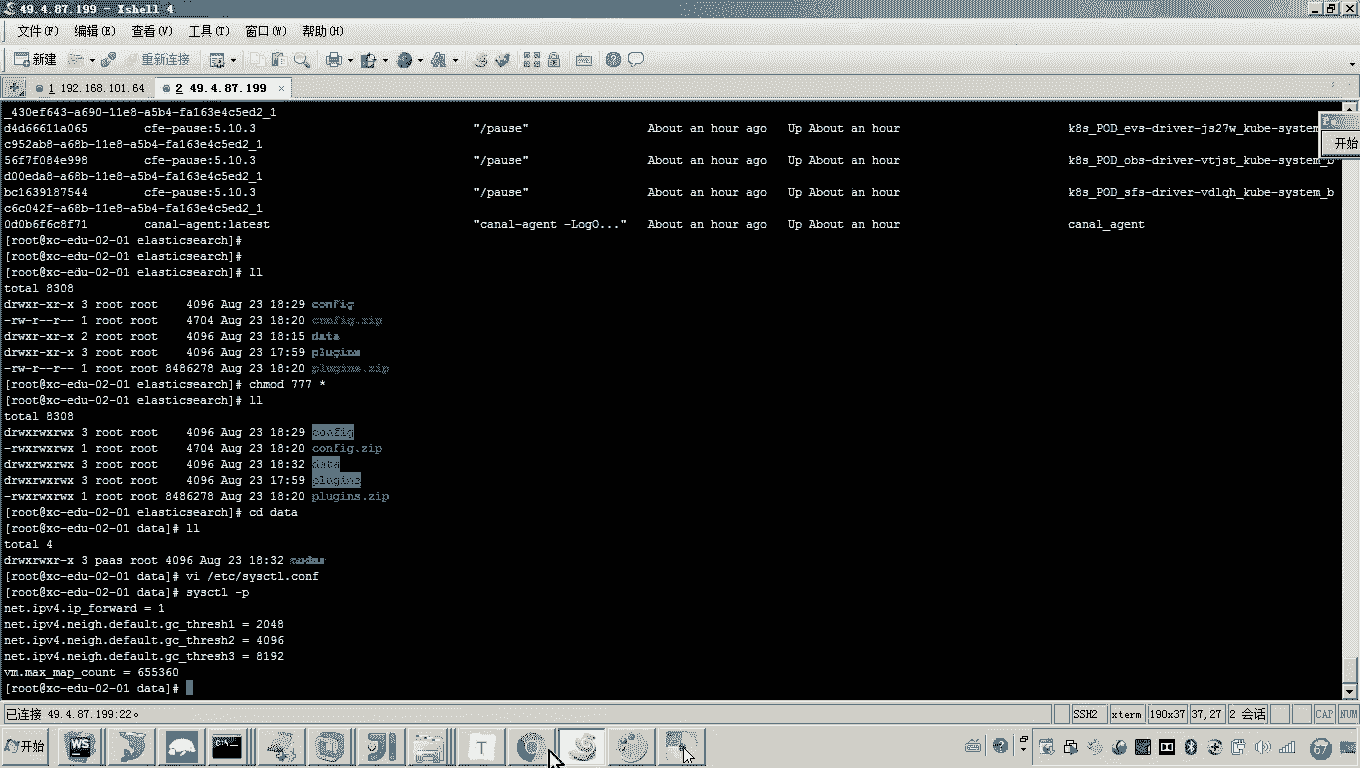 49.4.87.199 - Xshell 4
文件(F) 编辑(E) 查看(V) 工具(T) 窗口(W) 帮助(H)
新建 重新连接
1 192.168.101.64 2 49.4.87.199
_430ef643-a690-11e8-a5b4-fa163e4c5ed2_1
d4d66611a065 cfe-pause:5.10.3 "/pause" About an hour ago Up About an hour k8s_POD_evs-driver-js27w_kube-system_
c952ab8-a68b-11e8-a5b4-fa163e4c5ed2_1
开始
56f7f084e998 cfe-pause:5.10.3 "/pause" About an hour ago Up About an hour k8s_POD_obs-driver-vtjst_kube-system_b
d00eda8-a68b-11e8-a5b4-fa163e4c5ed2_1
bc1639187544 cfe-pause:5.10.3 "/pause" About an hour ago Up About an hour k8s_POD_sfs-driver-vdlqh_kube-system_b
c6c042f-a68b-11e8-a5b4-fa163e4c5ed2_1
0d0b6f6c8f71 canal-agent:latest "canal-agent -LogO..." About an hour ago Up About an hour canal_agent
[root@xc-edu-02-01 elasticsearch]#
[root@xc-edu-02-01 elasticsearch]#
[root@xc-edu-02-01 elasticsearch]# ll
total 8308
drwxr-xr-x 3 root root 4096 Aug 23 18:29 config
-rw-r--r-- 1 root root 4704 Aug 23 18:20 config.zip
drwxr-xr-x 2 root root 4096 Aug 23 18:15 data
drwxr-xr-x 3 root root 4096 Aug 23 17:59 plugins
-rw-r--r-- 1 root root 8486278 Aug 23 18:20 plugins.zip
[root@xc-edu-02-01 elasticsearch]# chmod 777 *
[root@xc-edu-02-01 elasticsearch]# ll
total 8308
drwxrwxrwx 3 root root 4096 Aug 23 18:29 config
-rwxrwxrwx 1 root root 4704 Aug 23 18:20 config.zip
drwxrwxrwx 3 root root 4096 Aug 23 18:32 data
drwxrwxrwx 3 root root 4096 Aug 23 17:59 plugins
-rwxrwxrwx 1 root root 8486278 Aug 23 18:20 plugins.zip
[root@xc-edu-02-01 elasticsearch]# cd data
[root@xc-edu-02-01 data]# ll
total 4
drwxrwxr-x 3 paas root 4096 Aug 23 18:32
[root@xc-edu-02-01 data]# vi /etc/sysctl.conf
[root@xc-edu-02-01 data]# sysctl -p
net.ipv4.ip_forward = 1
net.ipv4.neigh.default.gc_thresh1 = 2048
net.ipv4.neigh.default.gc_thresh2 = 4096
net.ipv4.neigh.default.gc_thresh3 = 8192
vm.max_map_count = 655360
[root@xc-edu-02-01 data]#
已连接 49.4.87.199:22。 SSH2 xterm 190x37 37,27 2 会话 CAP NUM
开始 WS T 67